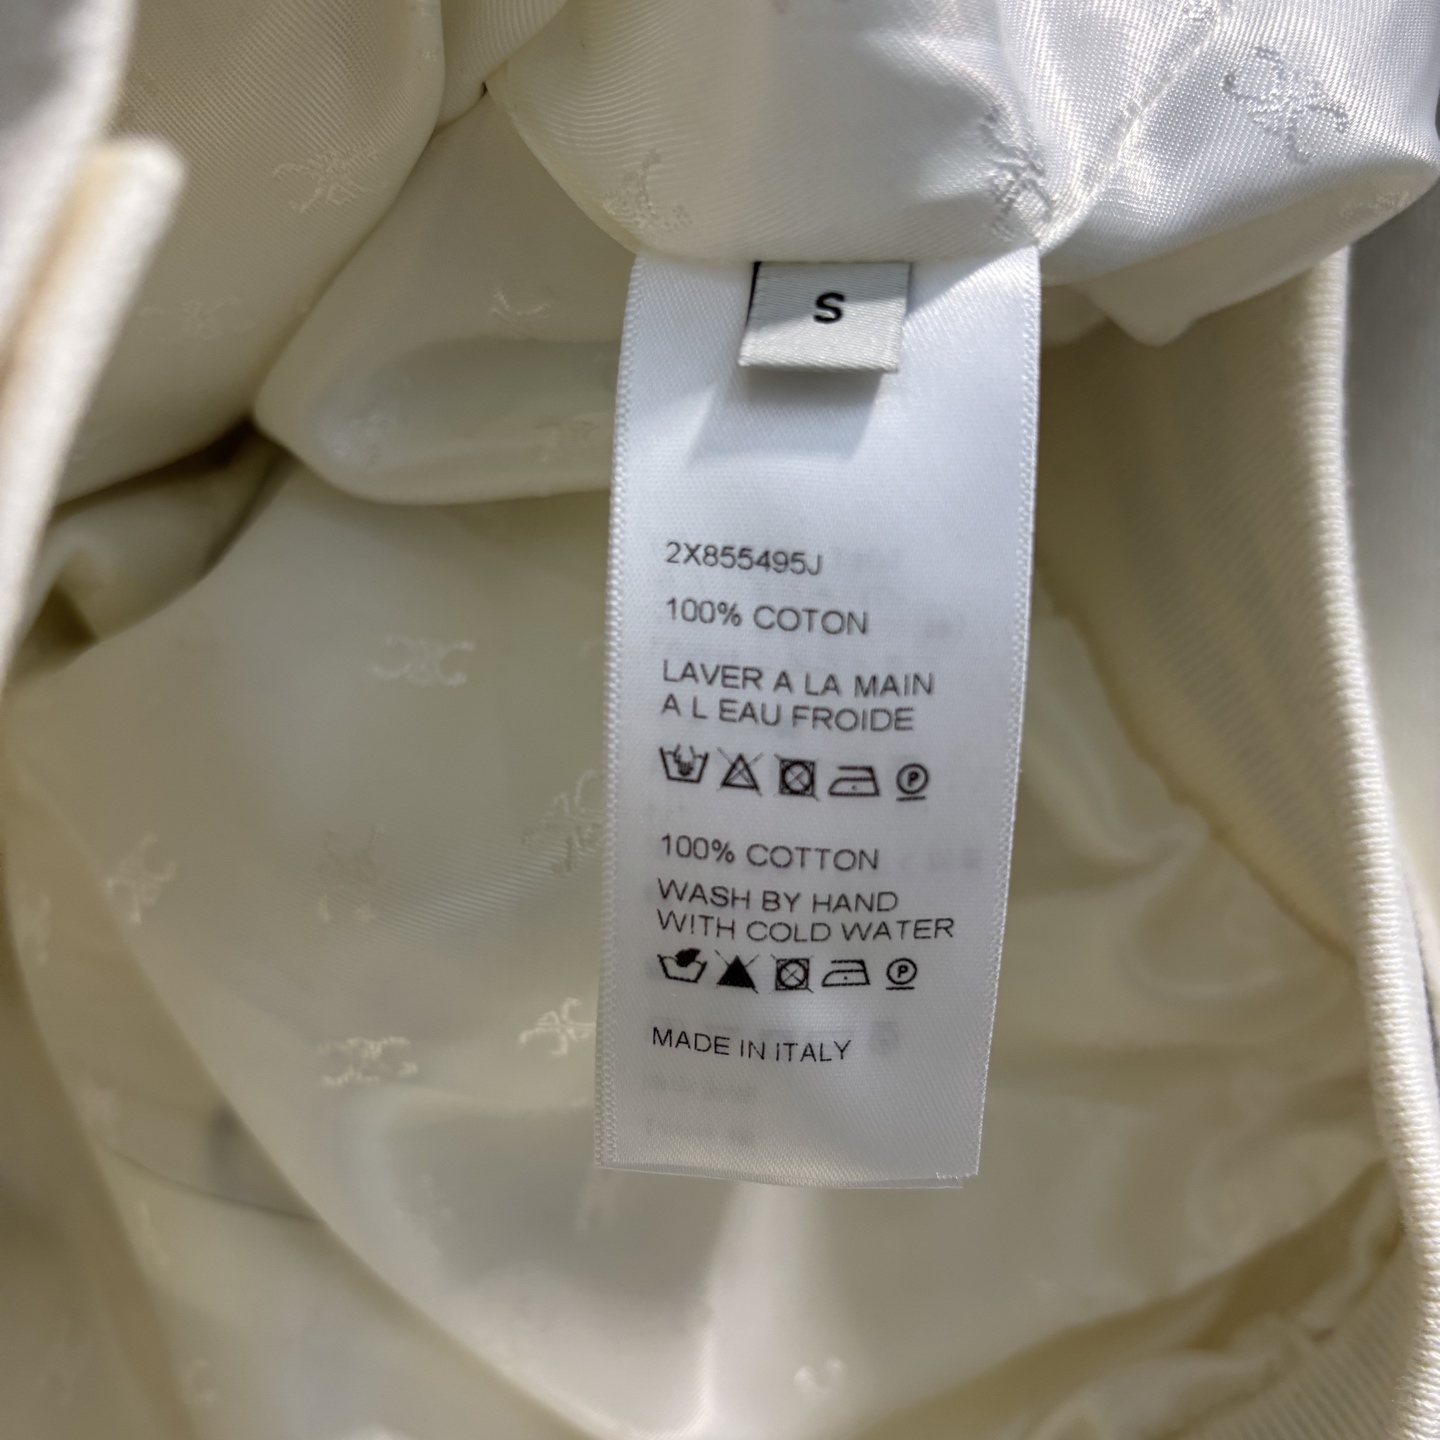 S
2X855495J
100% COTON
LAVER A LA MAIN
A L EAU FROIDE
P
100% COTTON
WASH BY HAND
WITH COLD WATER
P
MADE IN ITALY